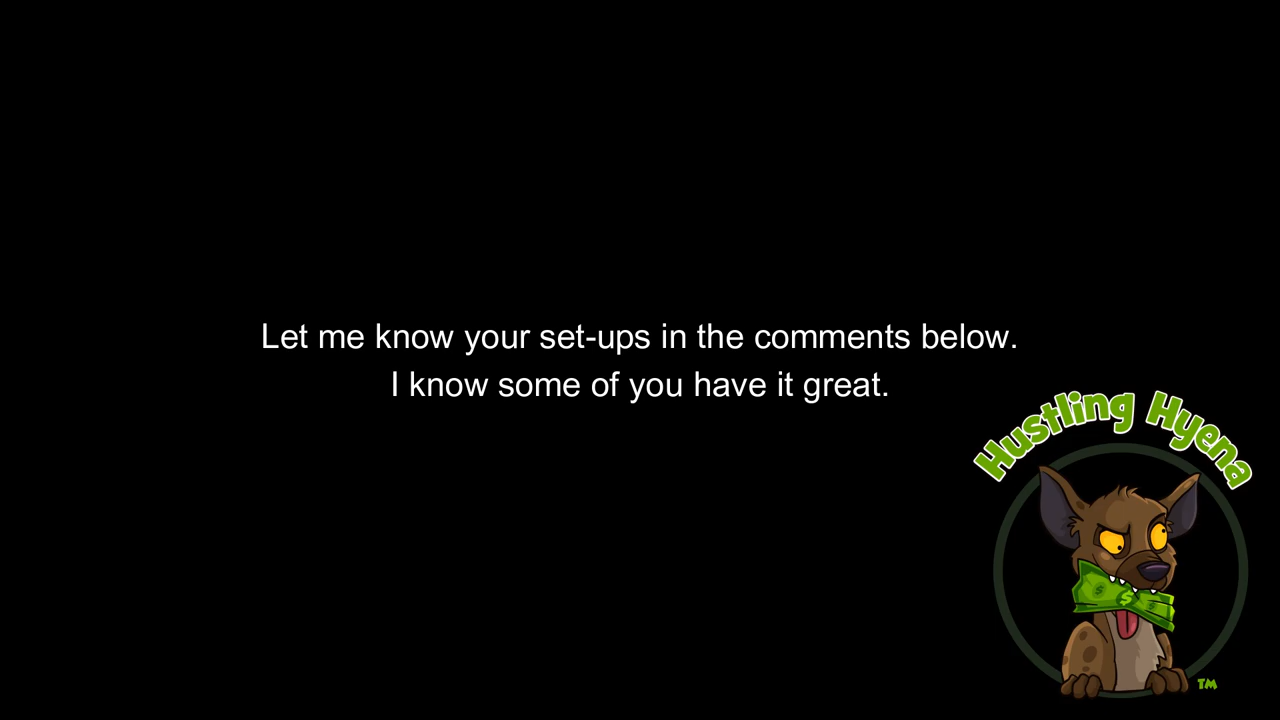 Let me know your set-ups in the comments below.
I know some of you have it great.
Hustling Hyena
TM